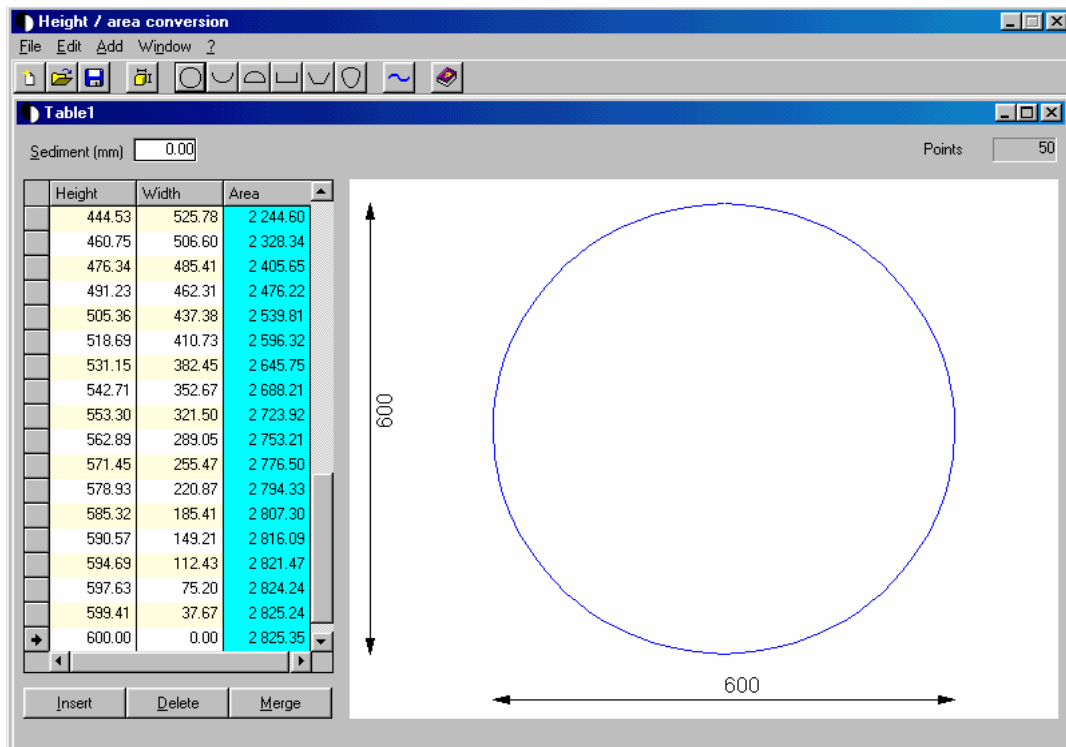 Height / area conversion
File Edit Add Window ?
Table1
Sediment (mm) 0.00 Points 50
Height Width Area
444.53 525.78 2 244.60
460.75 506.60 2 328.34
476.34 485.41 2 405.65
491.23 462.31 2 476.22
505.36 437.38 2 539.81
518.69 410.73 2 596.32
531.15 382.45 2 645.75
542.71 352.67 2 688.21
553.30 321.50 2 723.92
562.89 289.05 2 753.21
571.45 255.47 2 776.50
578.93 220.87 2 794.33
585.32 185.41 2 807.30
590.57 149.21 2 816.09
594.69 112.43 2 821.47
597.63 75.20 2 824.24
599.41 37.67 2 825.24
600.00 0.00 2 825.35
Insert Delete Merge
600
600